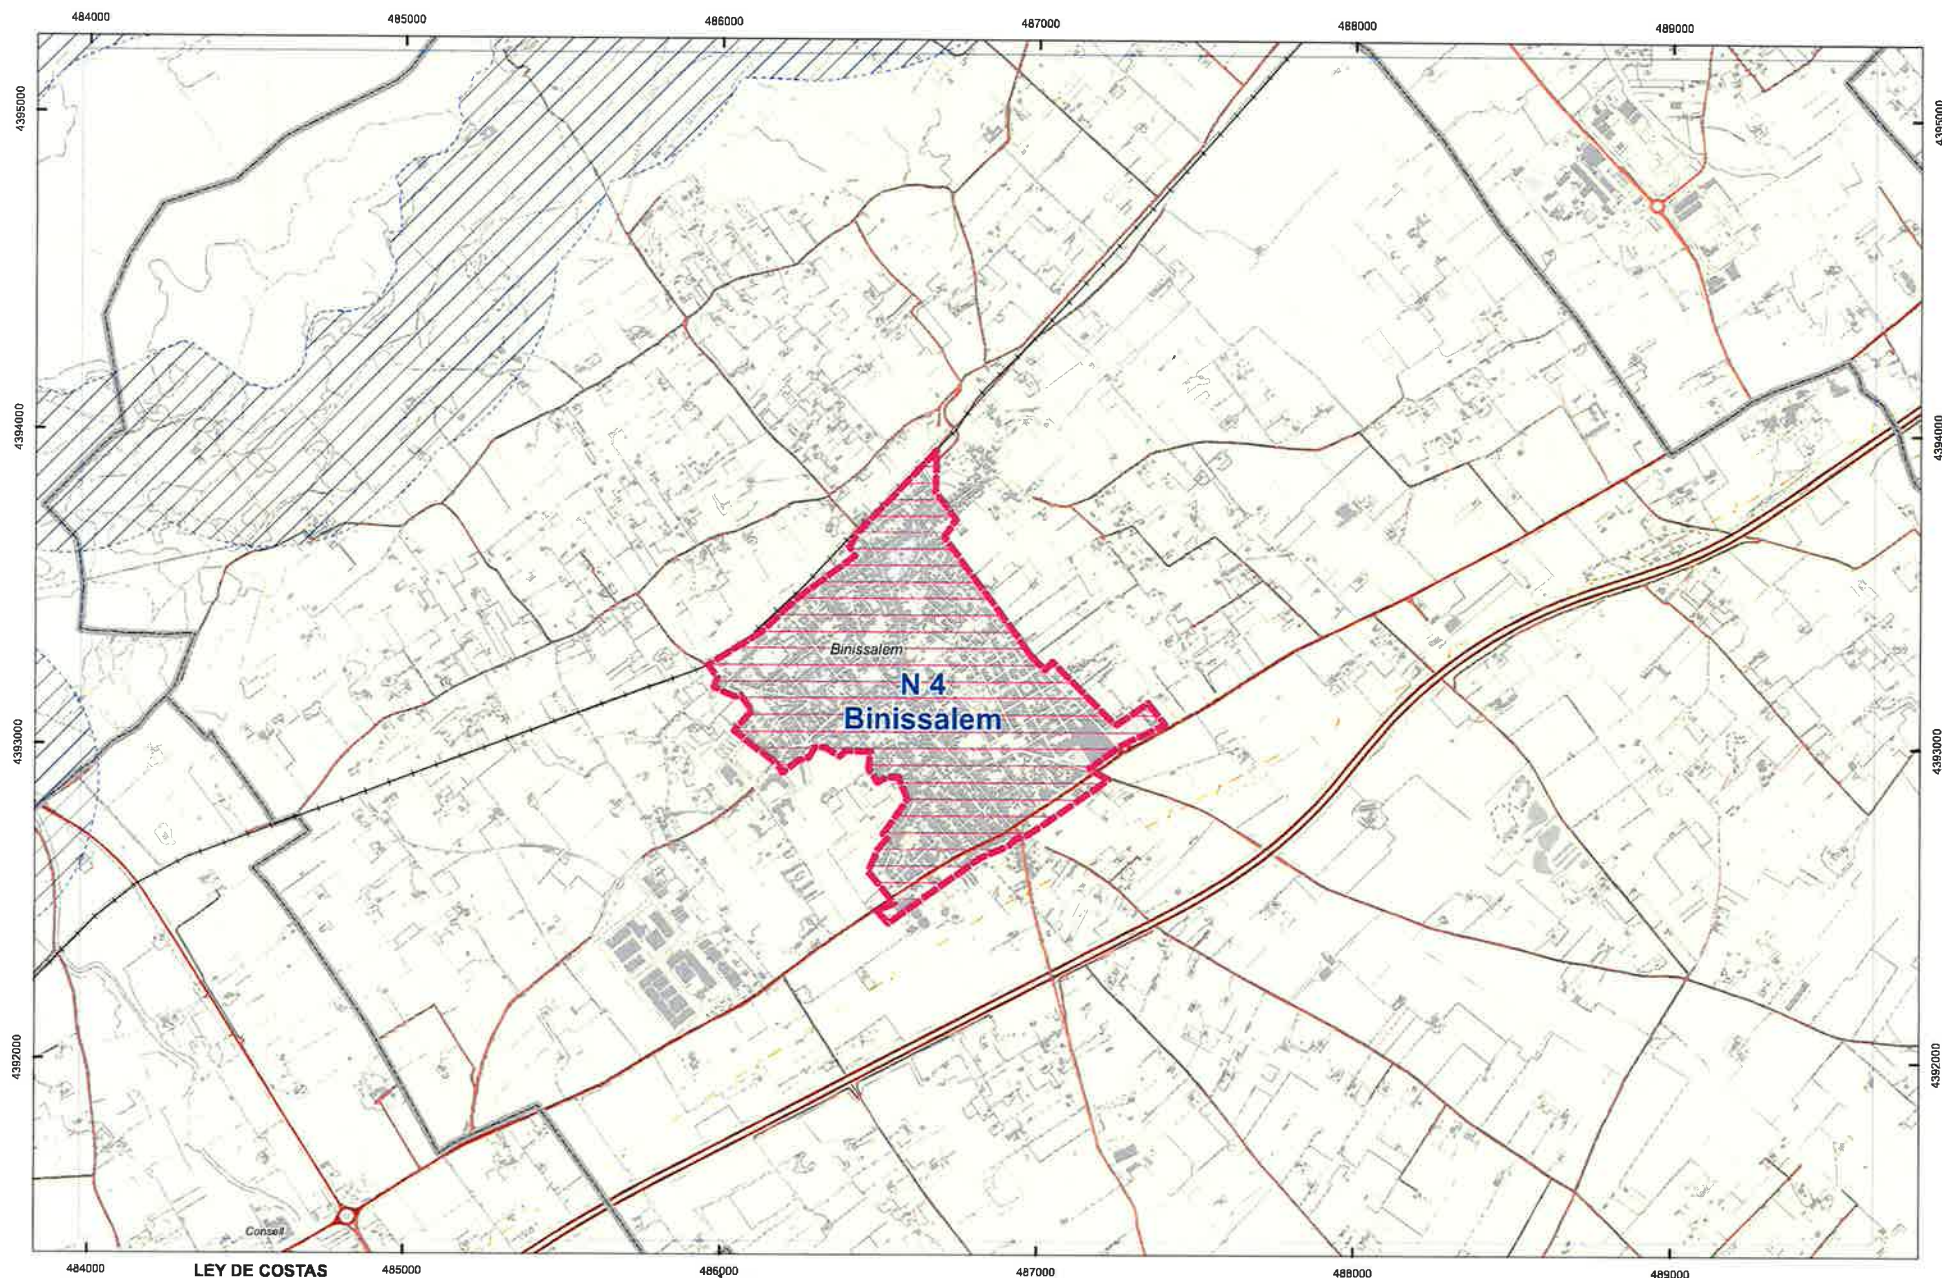 484000 485000 486000 487000 488000 489000
4395000 4395000
4394000 4394000
Binissalem
N 4
Binissalem
4393000 4393000
4392000 4392000
Consell
484000 485000 486000 487000 488000 489000
LEY DE COSTAS